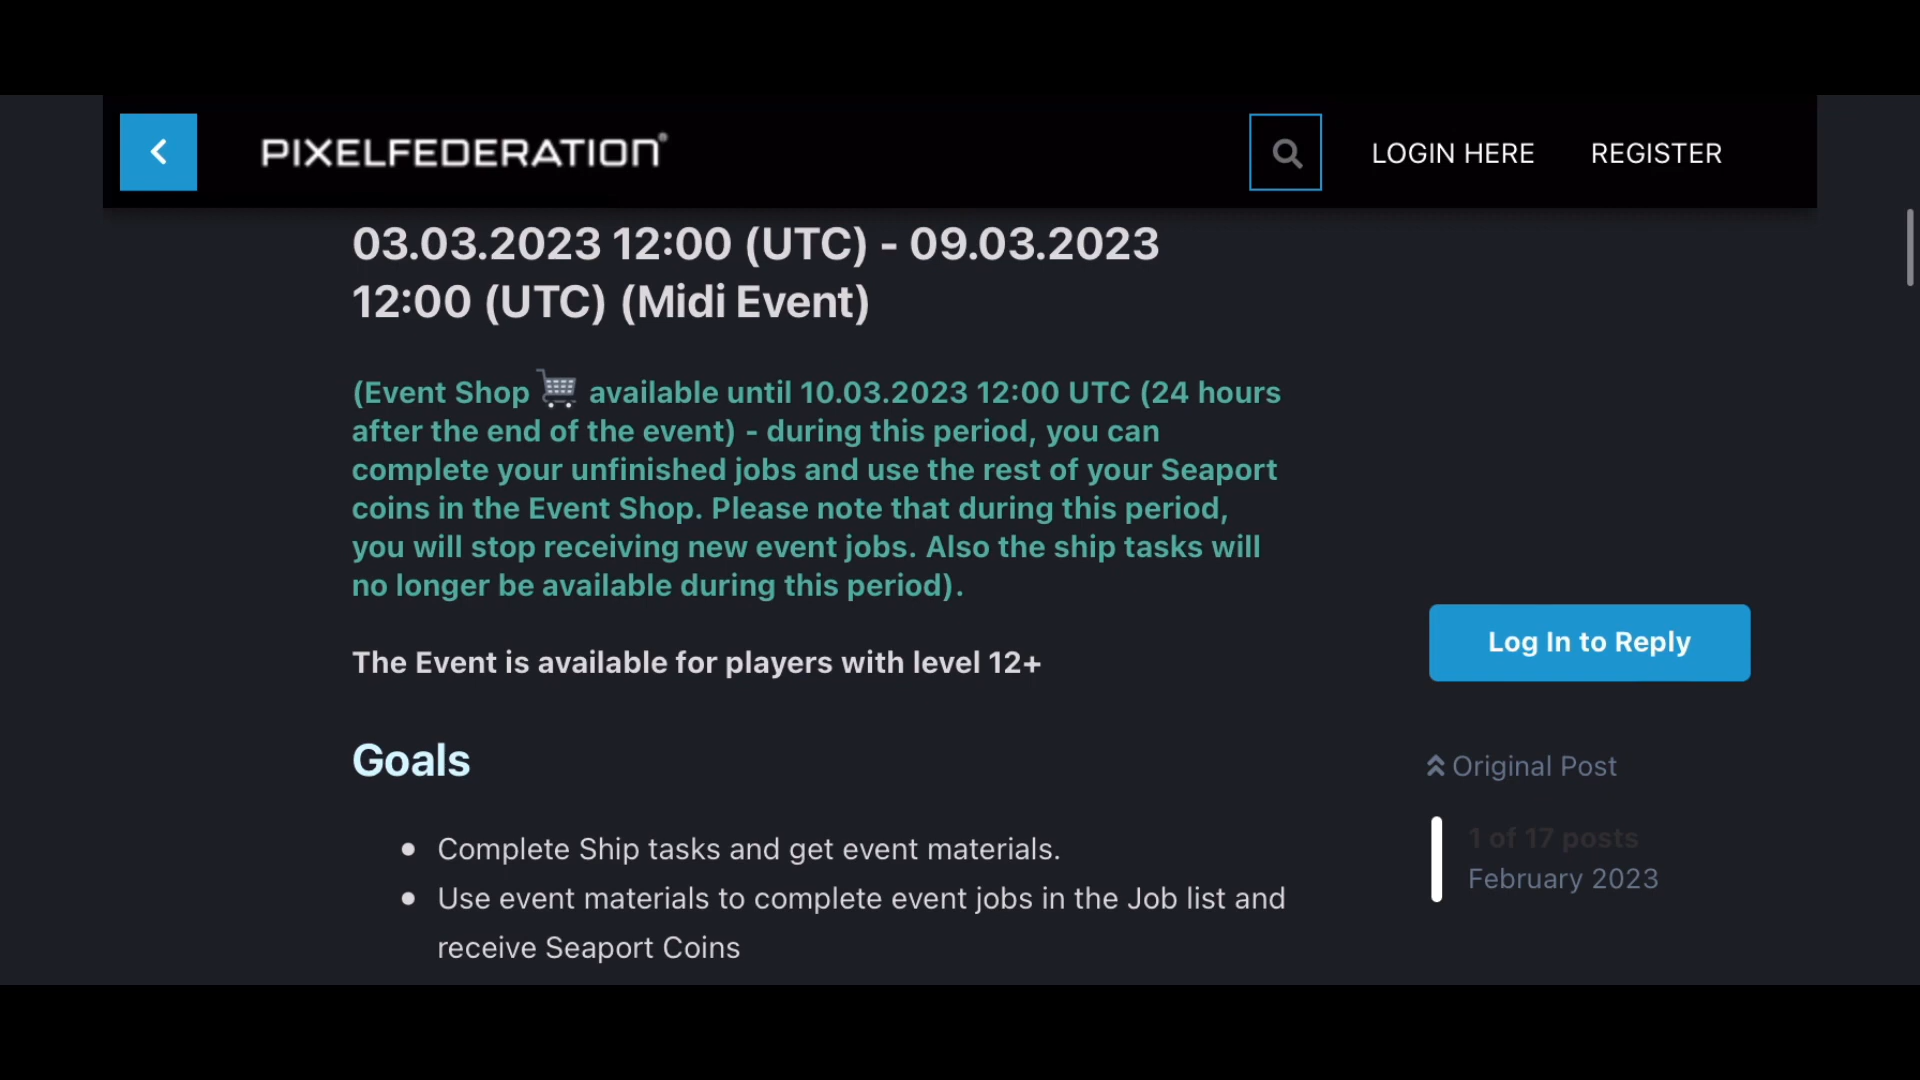 PIXELFEDERATION®
LOGIN HERE
REGISTER
03.03.2023 12:00 (UTC) - 09.03.2023
12:00 (UTC) (Midi Event)
(Event Shop 🛒 available until 10.03.2023 12:00 UTC (24 hours
after the end of the event) - during this period, you can
complete your unfinished jobs and use the rest of your Seaport
coins in the Event Shop. Please note that during this period,
you will stop receiving new event jobs. Also the ship tasks will
no longer be available during this period).
The Event is available for players with level 12+
Goals
• Complete Ship tasks and get event materials.
• Use event materials to complete event jobs in the Job list and
receive Seaport Coins
Log In to Reply
Original Post
1 of 17 posts
February 2023